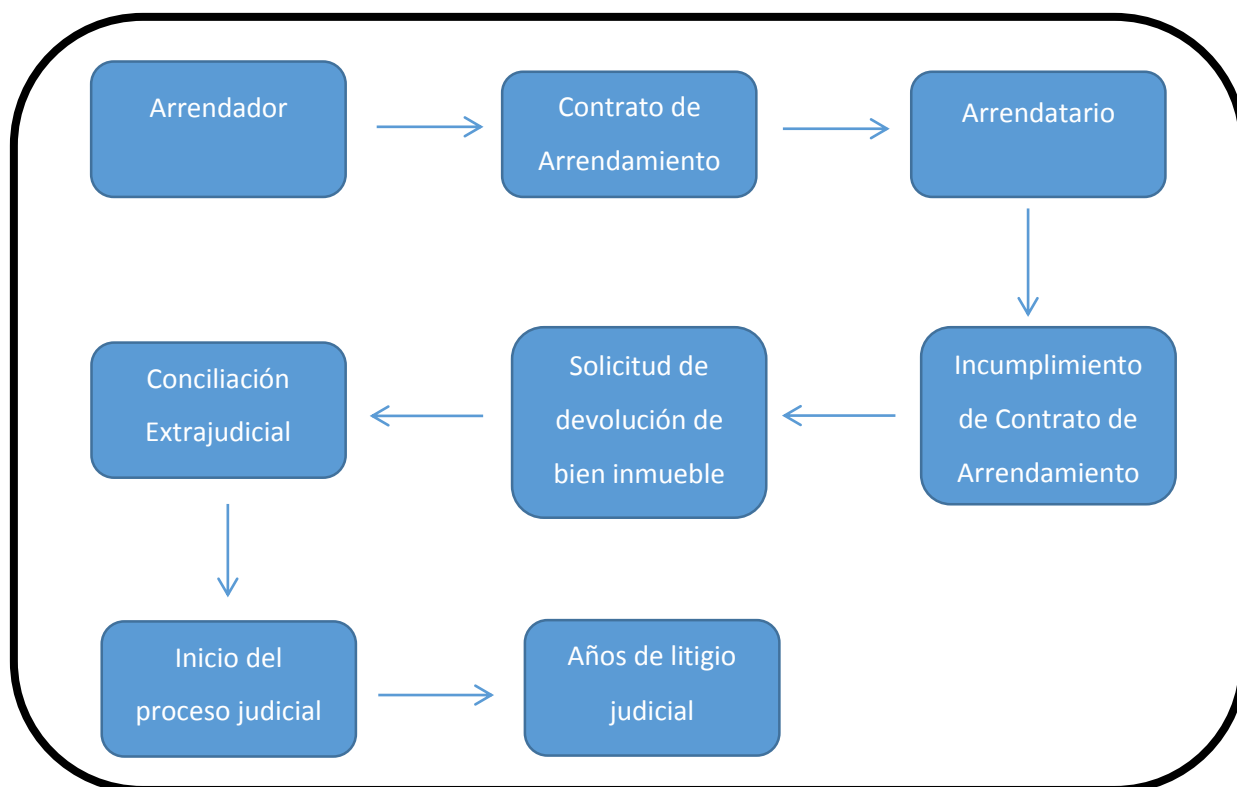 Arrendador
Contrato de
Arrendamiento
Arrendatario
Incumplimiento
de Contrato de
Arrendamiento
Solicitud de
devolución de
bien inmueble
Conciliación
Extrajudicial
Inicio del
proceso judicial
Años de litigio
judicial